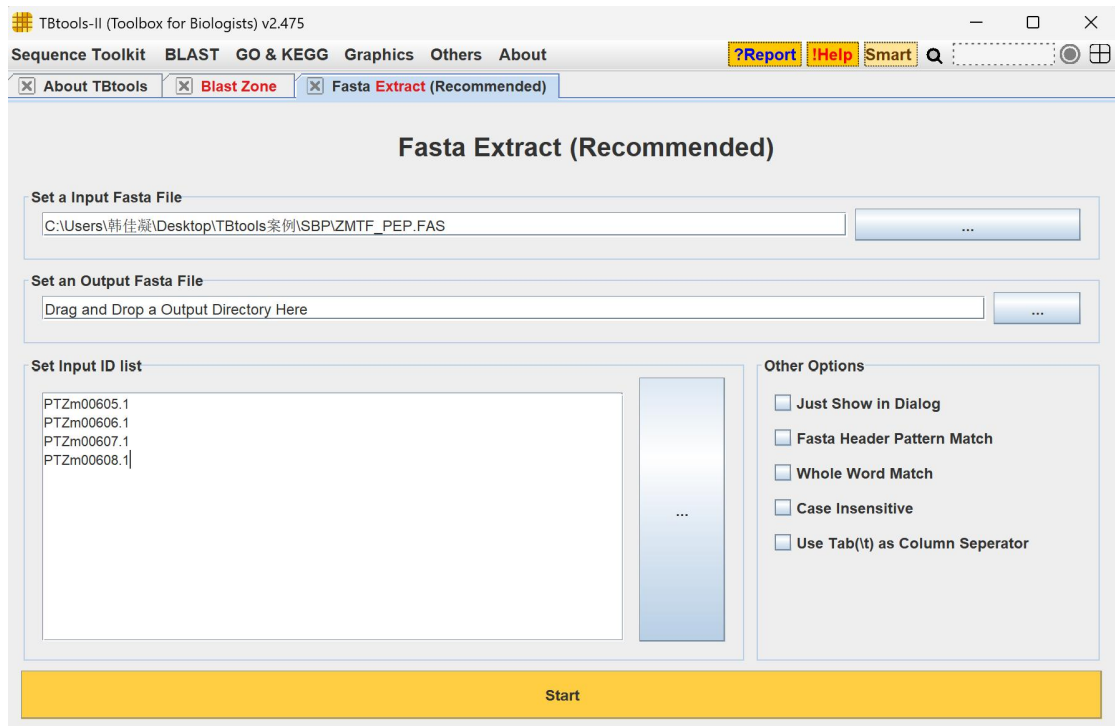 TBtools-II (Toolbox for Biologists) v2.475
Sequence Toolkit BLAST GO & KEGG Graphics Others About ?Report !Help Smart
About TBtools Blast Zone Fasta Extract (Recommended)
Fasta Extract (Recommended)
Set a Input Fasta File
C:\Users\韩佳凝\Desktop\TBtools案例\SBP\ZMTF_PEP.FAS ...
Set an Output Fasta File
Drag and Drop a Output Directory Here ...
Set Input ID list
PTZm00605.1
PTZm00606.1
PTZm00607.1
PTZm00608.1
...
Other Options
Just Show in Dialog
Fasta Header Pattern Match
Whole Word Match
Case Insensitive
Use Tab(\t) as Column Seperator
Start